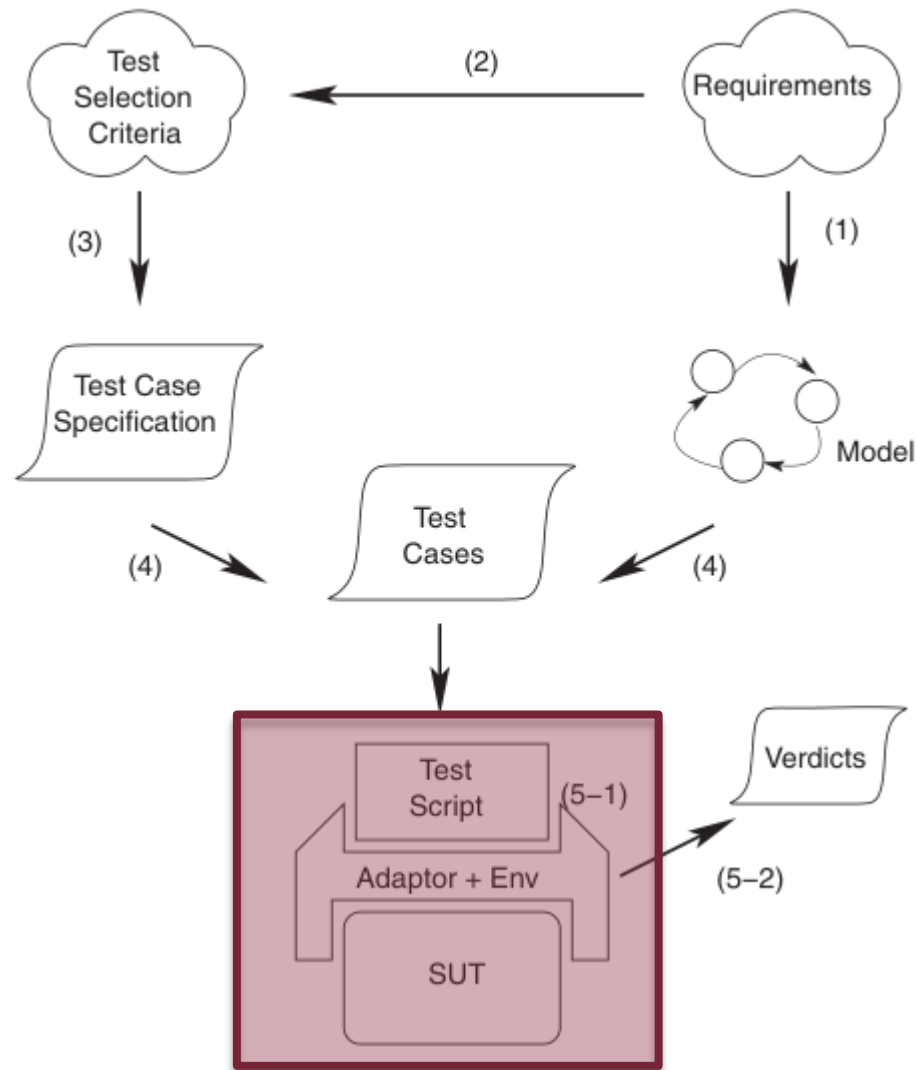 Test
Selection
Criteria
(2)
Requirements
(3)
(1)
Test Case
Specification
Model
Test
Cases
(4)
(4)
Test
Script
(5–1)
Verdicts
Adaptor + Env
(5–2)
SUT